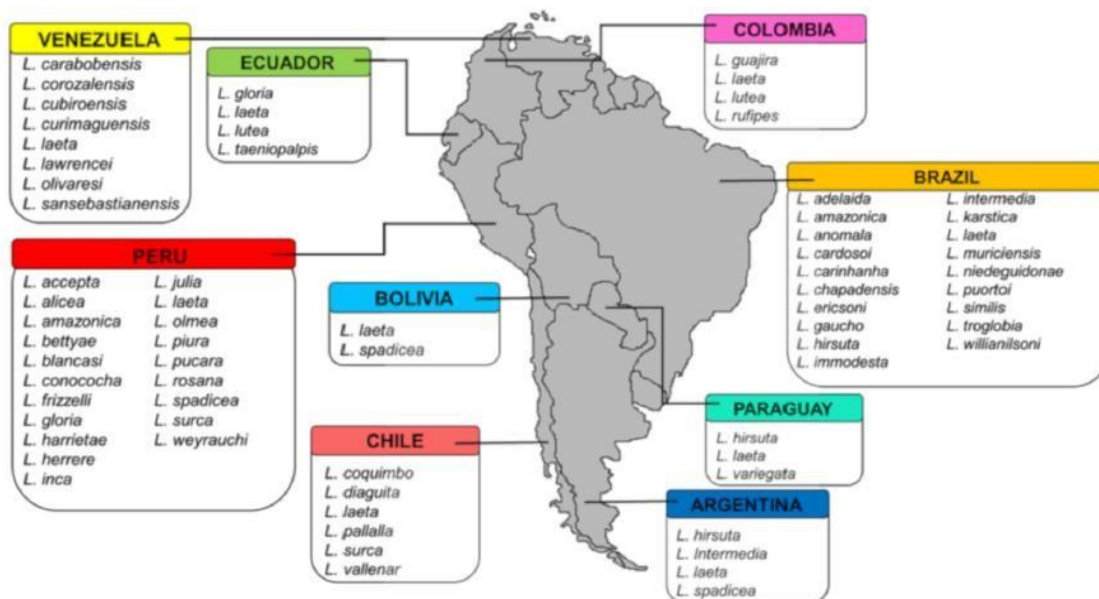 VENEZUELA
L. carabobensis
L. corozalensis
L. cubiroensis
L. curimaguensis
L. laeta
L. lawrencei
L. olivaresi
L. sansebastianensis
ECUADOR
L. gloria
L. laeta
L. lutea
L. taeniopalpis
COLOMBIA
L. guajira
L. laeta
L. lutea
L. rufipes
BRAZIL
L. adelaida
L. amazonica
L. anomala
L. cardosoi
L. carinhanha
L. chapadensis
L. ericsoni
L. gaucho
L. hirsuta
L. immodesta
L. intermedia
L. karstica
L. laeta
L. muriciensis
L. niedeguidonae
L. puortoi
L. similis
L. troglobia
L. willianilsoni
PERU
L. accepta
L. alicea
L. amazonica
L. bettyae
L. blancasi
L. conococha
L. frizzelli
L. gloria
L. harrietae
L. herrere
L. inca
L. julia
L. laeta
L. olmea
L. piura
L. pucara
L. rosana
L. spadicea
L. surca
L. weyrauchi
BOLIVIA
L. laeta
L. spadicea
CHILE
L. coquimbo
L. diaguita
L. laeta
L. pallalla
L. surca
L. vallenar
PARAGUAY
L. hirsuta
L. laeta
L. variegata
ARGENTINA
L. hirsuta
L. Intermedia
L. laeta
L. spadicea